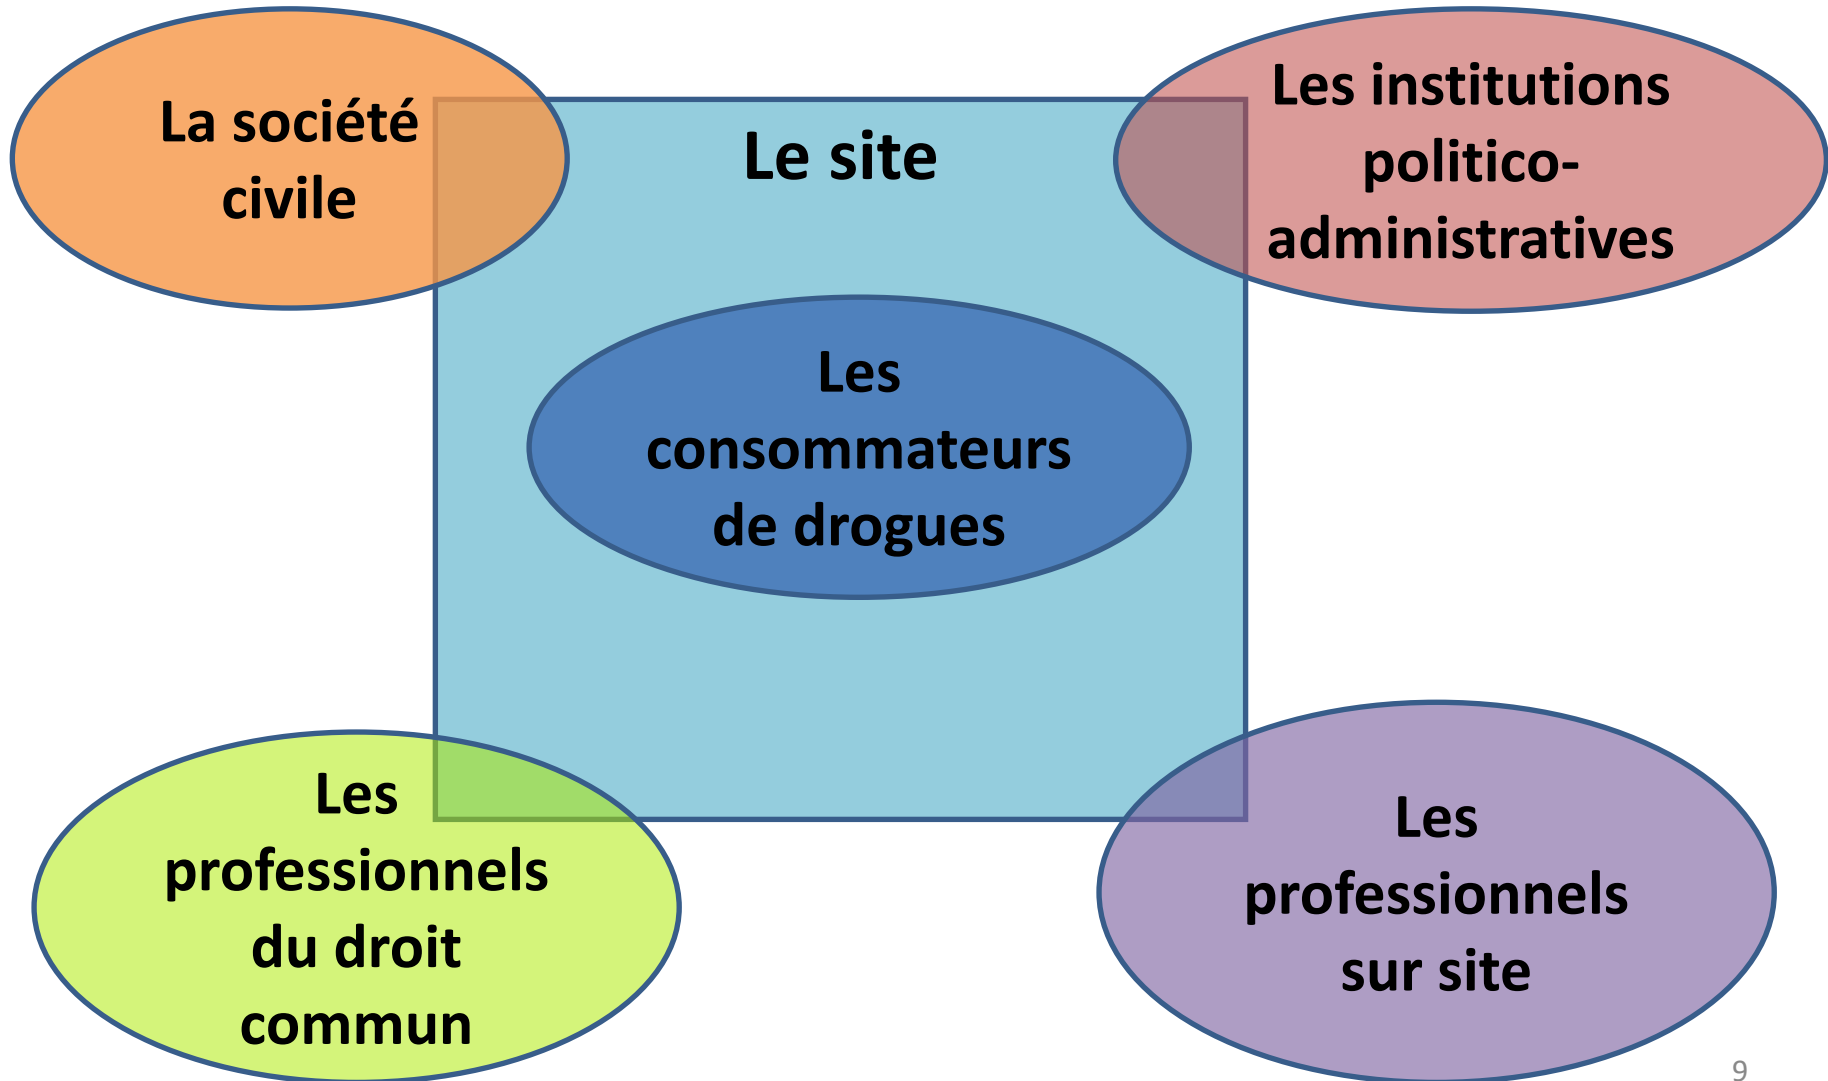 La société
civile
Le site
Les institutions
politico-
administratives
Les
consommateurs
de drogues
Les
professionnels
du droit
commun
Les
professionnels
sur site
9